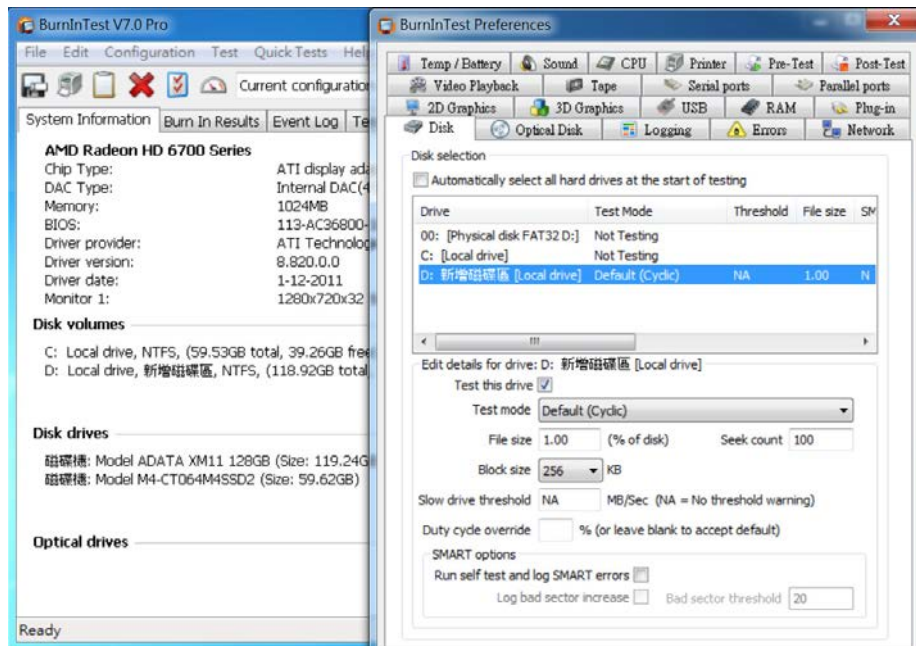 BurnInTest V7.0 Pro
File Edit Configuration Test Quick Tests Hel
Current configuration
System Information Burn In Results Event Log Te
AMD Radeon HD 6700 Series
Chip Type: ATI display ada
DAC Type: Internal DAC(4
Memory: 1024MB
BIOS: 113-AC36800-
Driver provider: ATI Technolog
Driver version: 8.820.0.0
Driver date: 1-12-2011
Monitor 1: 1280x720x32
Disk volumes
C: Local drive, NTFS, (59.53GB total, 39.26GB free
D: Local drive, 新增磁碟區, NTFS, (118.92GB total,
Disk drives
磁碟機: Model ADATA XM11 128GB (Size: 119.24G
磁碟機: Model M4-CT064M4SSD2 (Size: 59.62GB)
Optical drives
Ready
BurnInTest Preferences
Temp / Battery Sound CPU Printer Pre-Test Post-Test
Video Playback Tape Serial ports Parallel ports
2D Graphics 3D Graphics USB RAM Plug-in
Disk Optical Disk Logging Errors Network
Disk selection
Automatically select all hard drives at the start of testing
Drive Test Mode Threshold File size SM
00: [Physical disk FAT32 D:] Not Testing
C: [Local drive] Not Testing
D: 新增磁碟區 [Local drive] Default (Cyclic) NA 1.00 N
Edit details for drive: D: 新增磁碟區 [Local drive]
Test this drive
Test mode Default (Cyclic)
File size 1.00 (% of disk) Seek count 100
Block size 256 KB
Slow drive threshold NA MB/Sec (NA = No threshold warning)
Duty cycle override % (or leave blank to accept default)
SMART options
Run self test and log SMART errors
Log bad sector increase Bad sector threshold 20